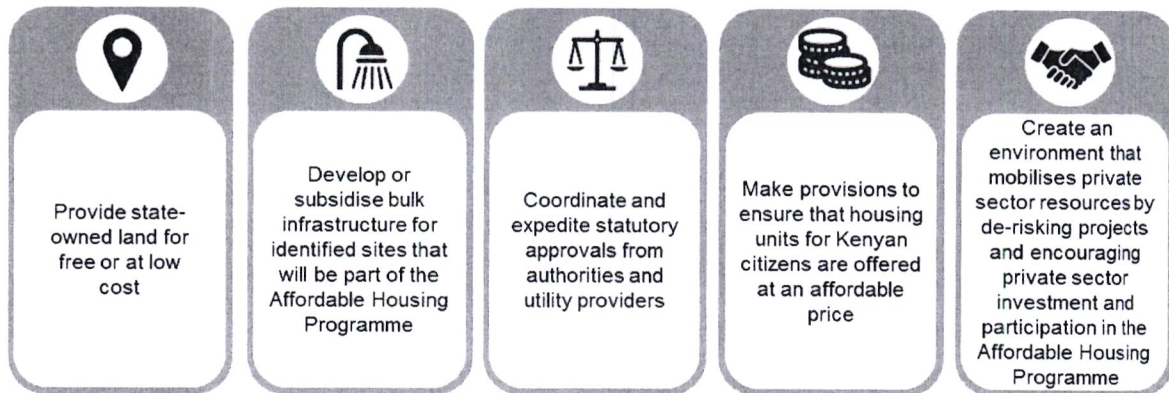 Provide state-
owned land for
free or at low
cost
Develop or
subsidise bulk
infrastructure for
identified sites that
will be part of the
Affordable Housing
Programme
Coordinate and
expedite statutory
approvals from
authorities and
utility providers
Make provisions to
ensure that housing
units for Kenyan
citizens are offered
at an affordable
price
Create an
environment that
mobilises private
sector resources by
de-risking projects
and encouraging
private sector
investment and
participation in the
Affordable Housing
Programme